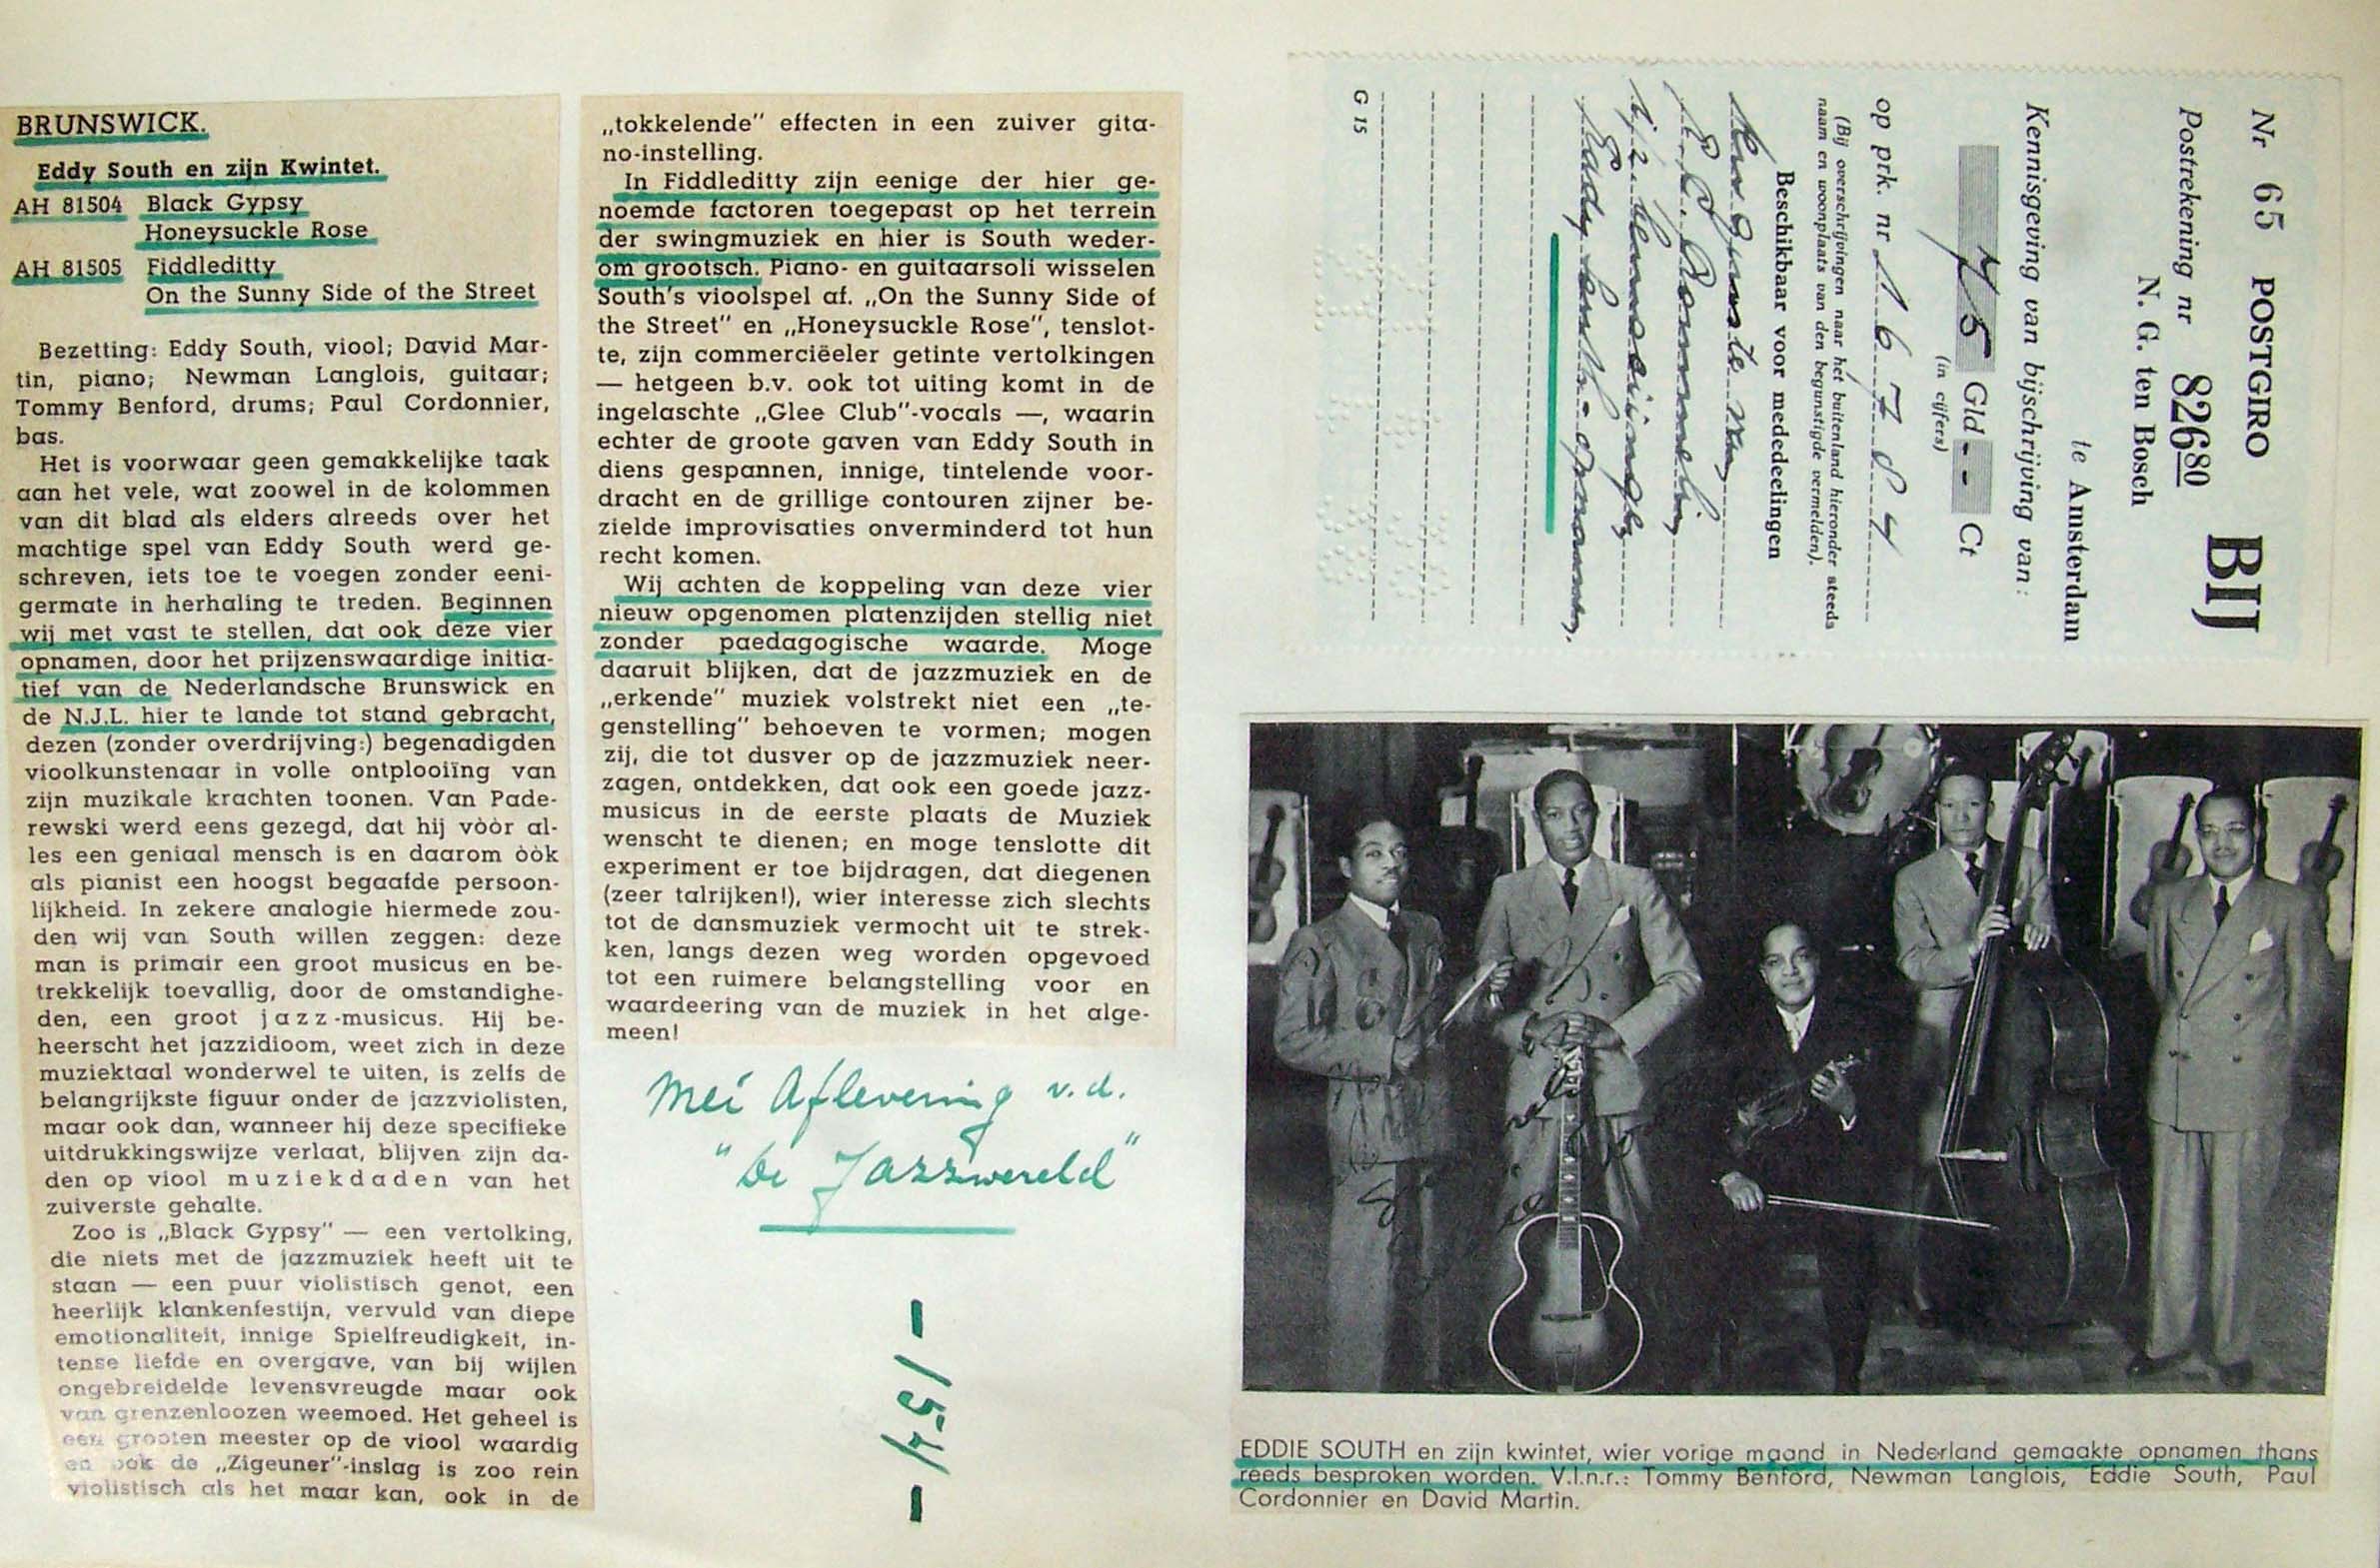 BRUNSWICK.
Eddy South en zijn Kwintet.
AH 81504 Black Gypsy
Honeysuckle Rose
AH 81505 Fiddleditty
On the Sunny Side of the Street
Bezetting: Eddy South, viool; David Mar-
tin, piano; Newman Langlois, guitaar;
Tommy Benford, drums; Paul Cordonnier,
bas.
Het is voorwaar geen gemakkelijke taak
aan het vele, wat zoowel in de kolommen
van dit blad als elders alreeds over het
machtige spel van Eddy South werd ge-
schreven, iets toe te voegen zonder eeni-
germate in herhaling te treden. Beginnen
wij met vast te stellen, dat ook deze vier
opnamen, door het prijzenswaardige initia-
tief van de Nederlandsche Brunswick en
de N.J.L. hier te lande tot stand gebracht,
dezen (zonder overdrijving:) begenadigden
vioolkunstenaar in volle ontplooiïng van
zijn muzikale krachten toonen. Van Pade-
rewski werd eens gezegd, dat hij vòòr al-
les een geniaal mensch is en daarom òòk
als pianist een hoogst begaafde persoon-
lijkheid. In zekere analogie hiermede zou-
den wij van South willen zeggen: deze
man is primair een groot musicus en be-
trekkelijk toevallig, door de omstandighe-
den, een groot jazz-musicus. Hij be-
heerscht het jazzidioom, weet zich in deze
muziektaal wonderwel te uiten, is zelfs de
belangrijkste figuur onder de jazzviolisten,
maar ook dan, wanneer hij deze specifieke
uitdrukkingswijze verlaat, blijven zijn da-
den op viool muziekdaden van het
zuiverste gehalte.
Zoo is „Black Gypsy" — een vertolking,
die niets met de jazzmuziek heeft uit te
staan — een puur violistisch genot, een
heerlijk klankenfestijn, vervuld van diepe
emotionaliteit, innige Spielfreudigkeit, in-
tense liefde en overgave, van bij wijlen
ongebreidelde levensvreugde maar ook
van grenzenloozen weemoed. Het geheel is
een grooten meester op de viool waardig
en ook de „Zigeuner"-inslag is zoo rein
violistisch als het maar kan, ook in de
„tokkelende" effecten in een zuiver gita-
no-instelling.
In Fiddleditty zijn eenige der hier ge-
noemde factoren toegepast op het terrein
der swingmuziek en hier is South weder-
om grootsch. Piano- en guitaarsoli wisselen
South's vioolspel af. „On the Sunny Side of
the Street" en „Honeysuckle Rose", tenslot-
te, zijn commerciëeler getinte vertolkingen
— hetgeen b.v. ook tot uiting komt in de
ingelaschte „Glee Club"-vocals —, waarin
echter de groote gaven van Eddy South in
diens gespannen, innige, tintelende voor-
dracht en de grillige contouren zijner be-
zielde improvisaties onverminderd tot hun
recht komen.
Wij achten de koppeling van deze vier
nieuw opgenomen platenzijden stellig niet
zonder paedagogische waarde. Moge
daaruit blijken, dat de jazzmuziek en de
„erkende" muziek volstrekt niet een „te-
genstelling" behoeven te vormen; mogen
zij, die tot dusver op de jazzmuziek neer-
zagen, ontdekken, dat ook een goede jazz-
musicus in de eerste plaats de Muziek
wenscht te dienen; en moge tenslotte dit
experiment er toe bijdragen, dat diegenen
(zeer talrijken!), wier interesse zich slechts
tot de dansmuziek vermocht uit te strek-
ken, langs dezen weg worden opgevoed
tot een ruimere belangstelling voor en
waardeering van de muziek in het alge-
meen!
Mei Aflevering v.d.
"De Jazzwereld"
- 154 -
Nr 65 POSTGIRO BIJ
Postrekening nr 82680
N. G. ten Bosch
te Amsterdam
Kennisgeving van bijschrijving van:
75 Gld - - Ct
(in cijfers)
op prk. nr 167884
(Bij overschrijvingen naar het buitenland hieronder steeds
naam en woonplaats van den begunstigde vermelden).
Beschikbaar voor mededeelingen
ten gunste van
bijz. bemoeiingen
Eddy South - opnamen.
G 15
EDDIE SOUTH en zijn kwintet, wier vorige maand in Nederland gemaakte opnamen thans
reeds besproken worden. V.l.n.r.: Tommy Benford, Newman Langlois, Eddie South, Paul
Cordonnier en David Martin.